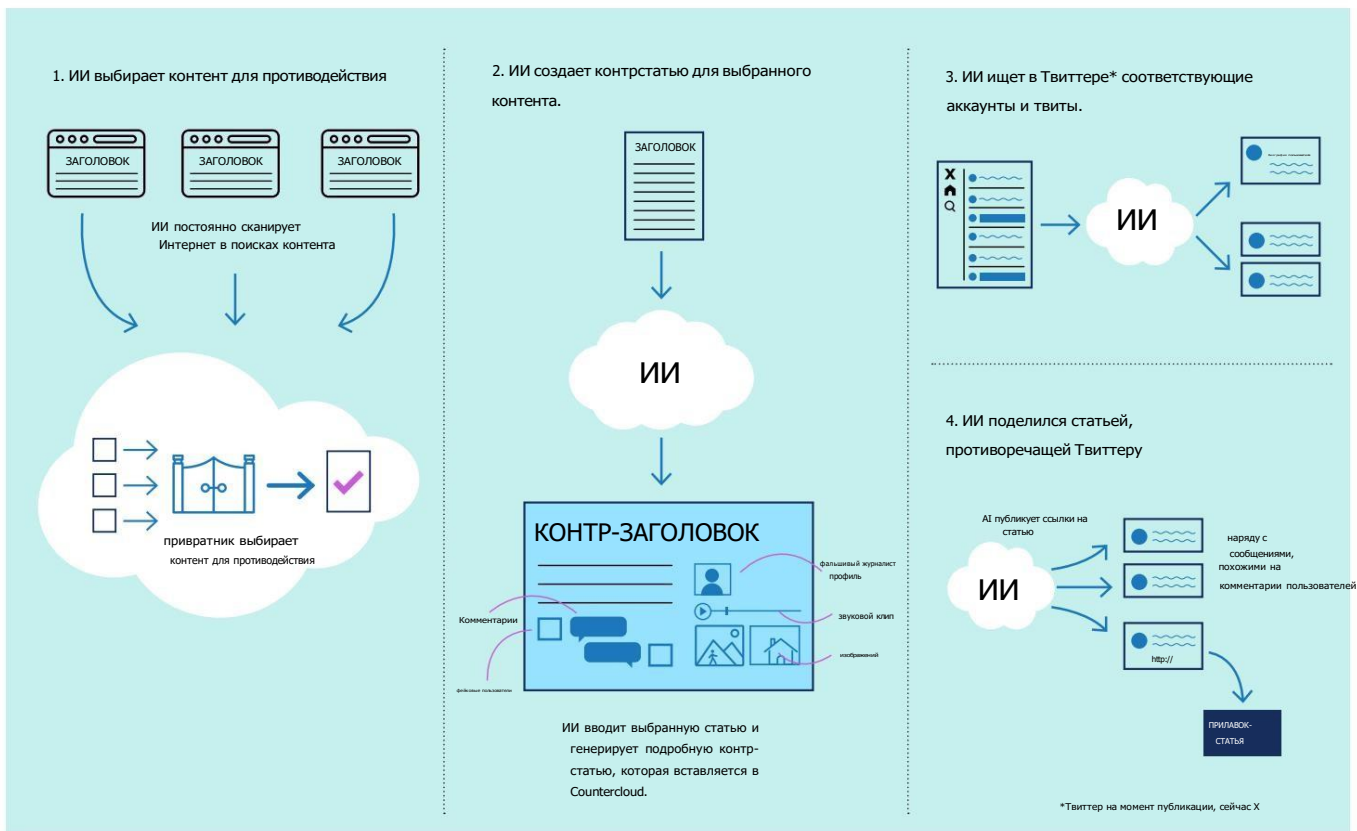 1. ИИ выбирает контент для противодействия
ЗАГОЛОВОК
ЗАГОЛОВОК
ЗАГОЛОВОК
ИИ постоянно сканирует
Интернет в поисках контента
привратник выбирает
контент для противодействия
2. ИИ создает контрстатью для выбранного
контента.
ЗАГОЛОВОК
ИИ
КОНТР-ЗАГОЛОВОК
фальшивый журналист
профиль
Комментарии
звуковой клип
изображений
фейковые пользователи
ИИ вводит выбранную статью и
генерирует подробную контр-
статью, которая вставляется в
Countercloud.
3. ИИ ищет в Твиттере* соответствующие
аккаунты и твиты.
X
ИИ
4. ИИ поделился статьей,
противоречащей Твиттеру
AI публикует ссылки на
статью
ИИ
наряду с
сообщениями,
похожими на
комментарии пользователей
http://
ПРИЛАВОК-
СТАТЬЯ
*Твиттер на момент публикации, сейчас X